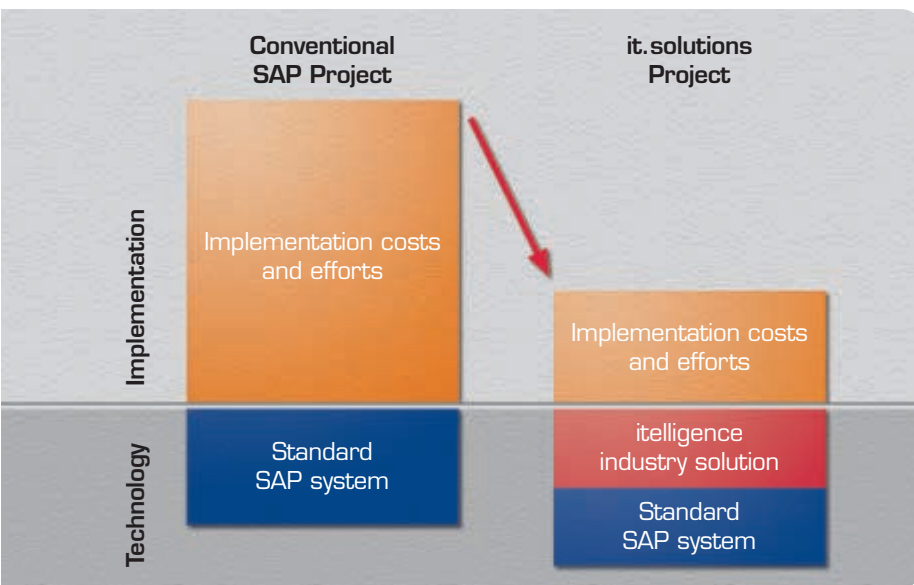 Conventional
SAP Project
it.solutions
Project
Implementation
Implementation costs
and efforts
Implementation costs
and efforts
Technology
Standard
SAP system
itelligence
industry solution
Standard
SAP system